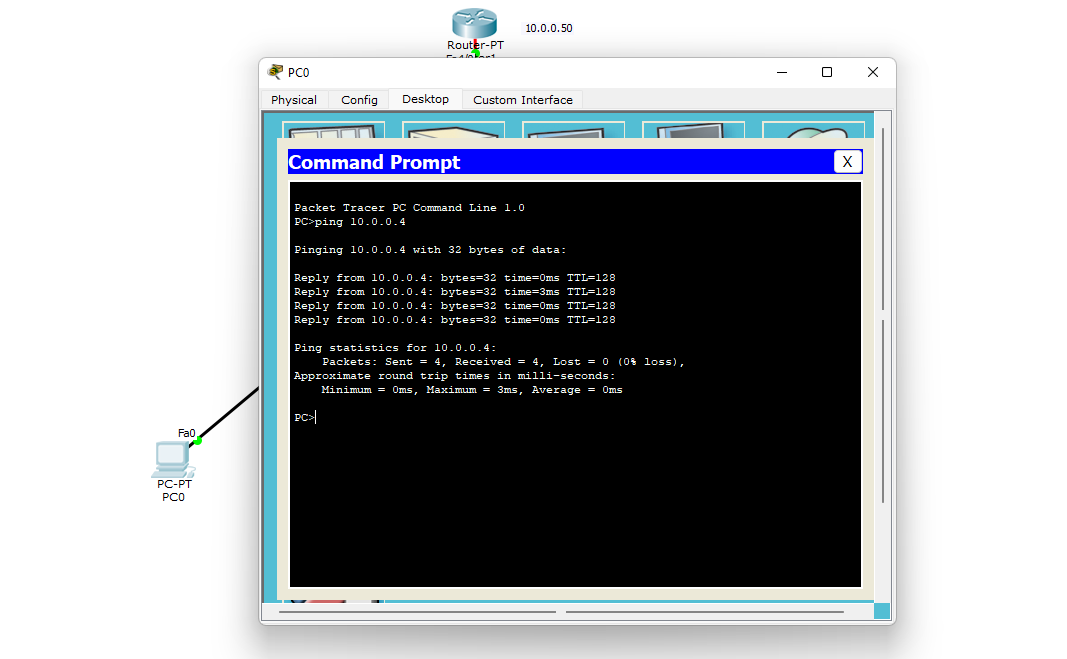 10.0.0.50
Router-PT
PC0
Physical
Config
Desktop
Custom Interface
Command Prompt
X
Packet Tracer PC Command Line 1.0
PC>ping 10.0.0.4
Pinging 10.0.0.4 with 32 bytes of data:
Reply from 10.0.0.4: bytes=32 time=0ms TTL=128
Reply from 10.0.0.4: bytes=32 time=3ms TTL=128
Reply from 10.0.0.4: bytes=32 time=0ms TTL=128
Reply from 10.0.0.4: bytes=32 time=0ms TTL=128
Ping statistics for 10.0.0.4:
Packets: Sent = 4, Received = 4, Lost = 0 (0% loss),
Approximate round trip times in milli-seconds:
Minimum = 0ms, Maximum = 3ms, Average = 0ms
PC>
Fa0
PC-PT
PC0